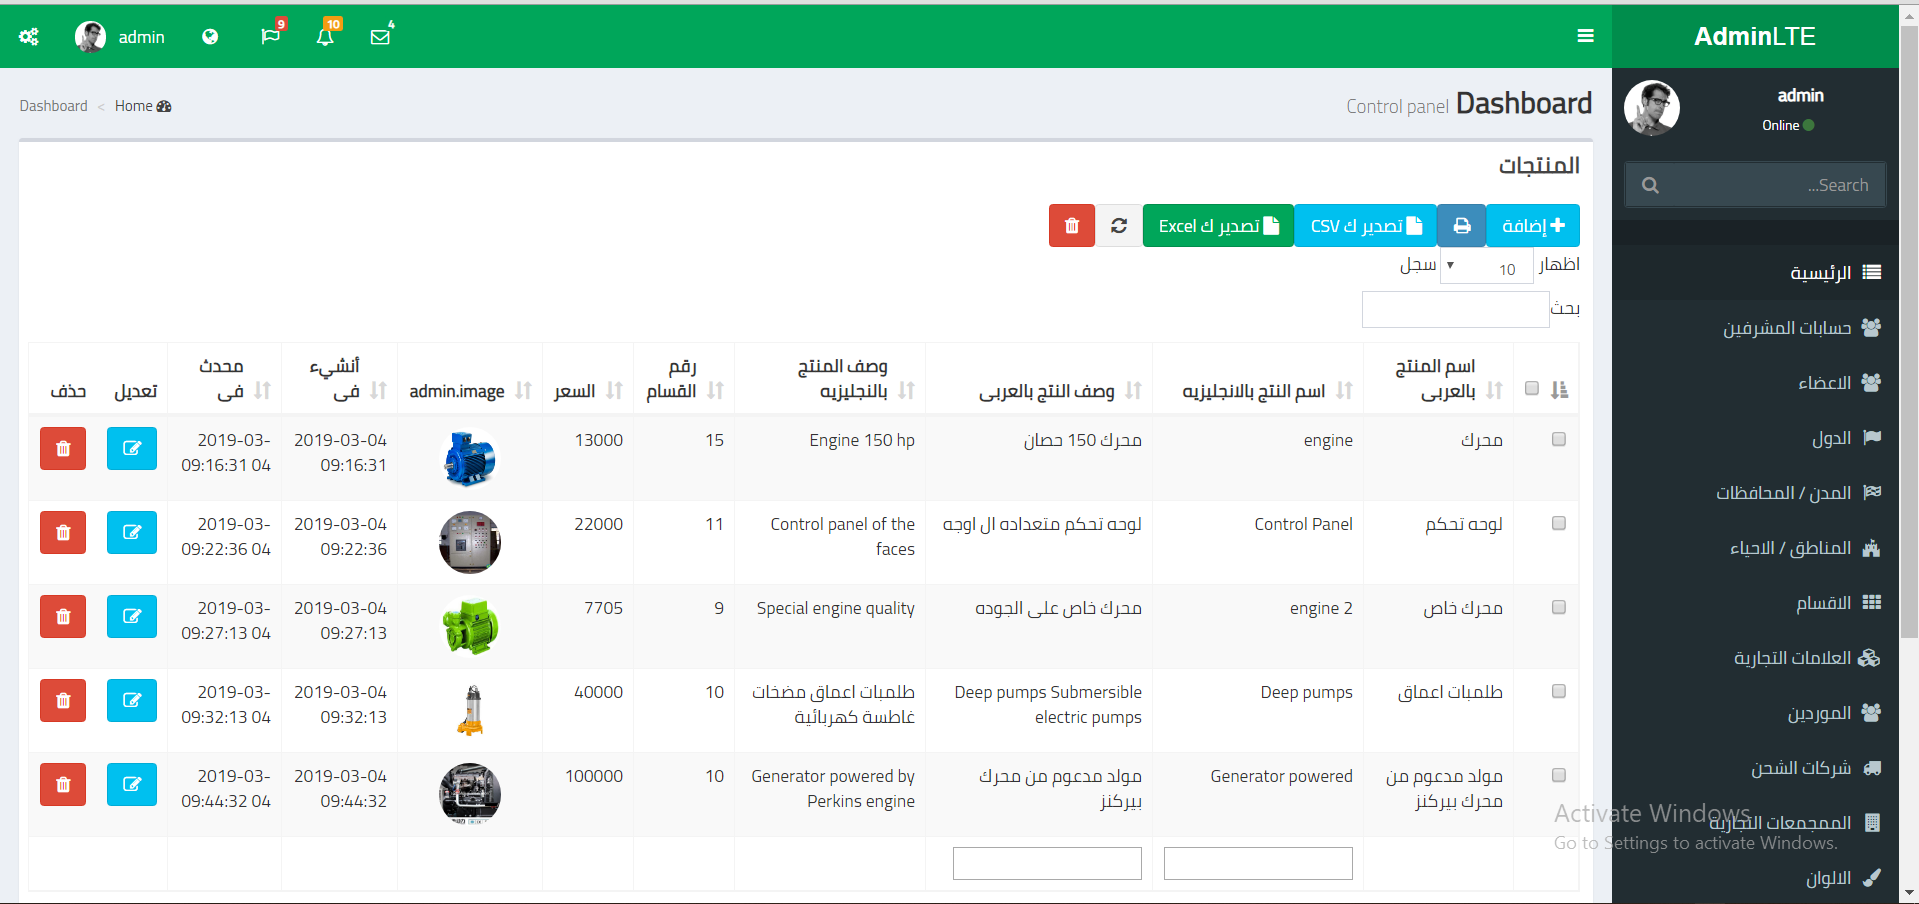 AdminLTE
admin
9
10
4
admin
Online
Search...
Dashboard Control panel
Home < Dashboard
المنتجات
إضافة
تصدير ك CSV
تصدير ك Excel
اظهار 10 سجل
بحث
اسم المنتج بالعربى
اسم النتج بالانجليزيه
وصف النتج بالعربى
وصف المنتج بالنجليزيه
رقم القسام
السعر
admin.image
أنشيء فى
محدث فى
تعديل
حذف
محرك
engine
محرك 150 حصان
Engine 150 hp
15
13000
2019-03-04 09:16:31
2019-03-04 09:16:31
لوحه تحكم
Control Panel
لوحه تحكم متعداده ال اوجه
Control panel of the faces
11
22000
2019-03-04 09:22:36
2019-03-04 09:22:36
محرك خاص
engine 2
محرك خاص على الجوده
Special engine quality
9
7705
2019-03-04 09:27:13
2019-03-04 09:27:13
طلمبات اعماق
Deep pumps
Deep pumps Submersible electric pumps
طلمبات اعماق مضخات غاطسة كهربائية
10
40000
2019-03-04 09:32:13
2019-03-04 09:32:13
مولد مدعوم من محرك بيركنز
Generator powered
مولد مدعوم من محرك بيركنز
Generator powered by Perkins engine
10
100000
2019-03-04 09:44:32
2019-03-04 09:44:32
الرئيسية
حسابات المشرفين
الاعضاء
الدول
المدن / المحافظات
المناطق / الاحياء
الاقسام
العلامات التجارية
الموردين
شركات الشحن
الممجمعات التجارية
الالوان
Activate Windows
Go to Settings to activate Windows.